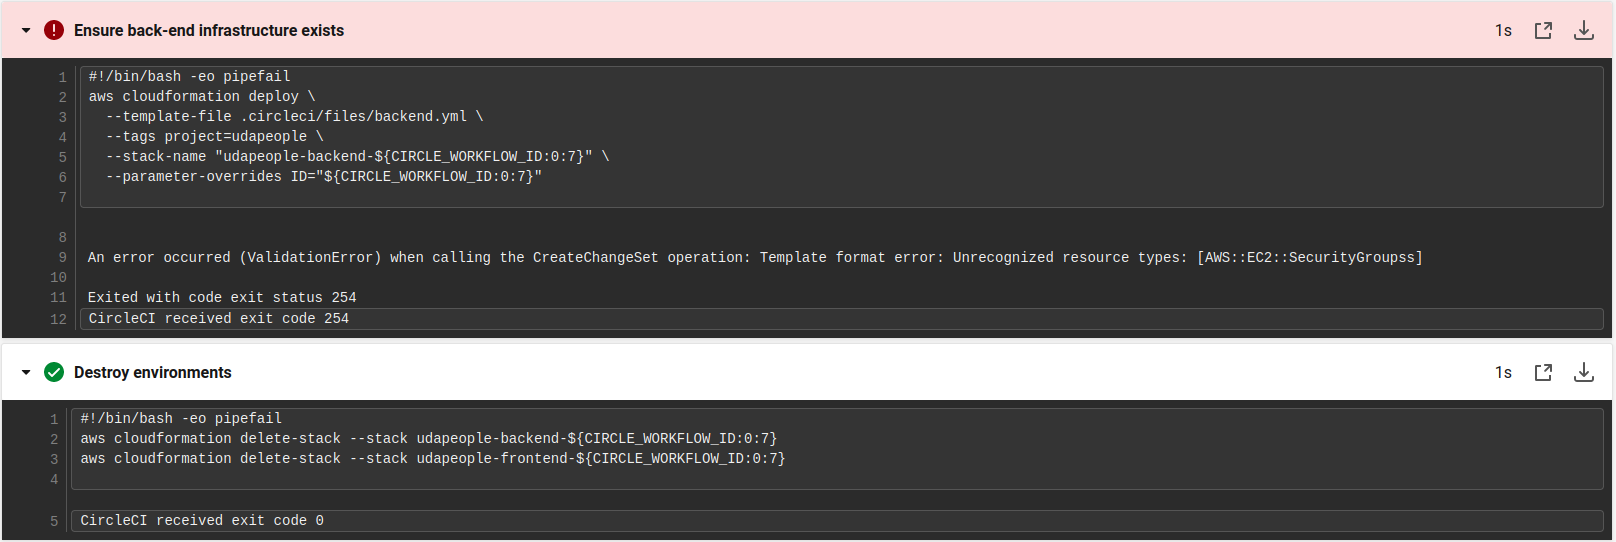 Ensure back-end infrastructure exists 1s
1 #!/bin/bash -eo pipefail
2 aws cloudformation deploy \
3 --template-file .circleci/files/backend.yml \
4 --tags project=udapeople \
5 --stack-name "udapeople-backend-${CIRCLE_WORKFLOW_ID:0:7}" \
6 --parameter-overrides ID="${CIRCLE_WORKFLOW_ID:0:7}"
7
8
9 An error occurred (ValidationError) when calling the CreateChangeSet operation: Template format error: Unrecognized resource types: [AWS::EC2::SecurityGroupss]
10
11 Exited with code exit status 254
12 CircleCI received exit code 254
Destroy environments 1s
1 #!/bin/bash -eo pipefail
2 aws cloudformation delete-stack --stack udapeople-backend-${CIRCLE_WORKFLOW_ID:0:7}
3 aws cloudformation delete-stack --stack udapeople-frontend-${CIRCLE_WORKFLOW_ID:0:7}
4
5 CircleCI received exit code 0